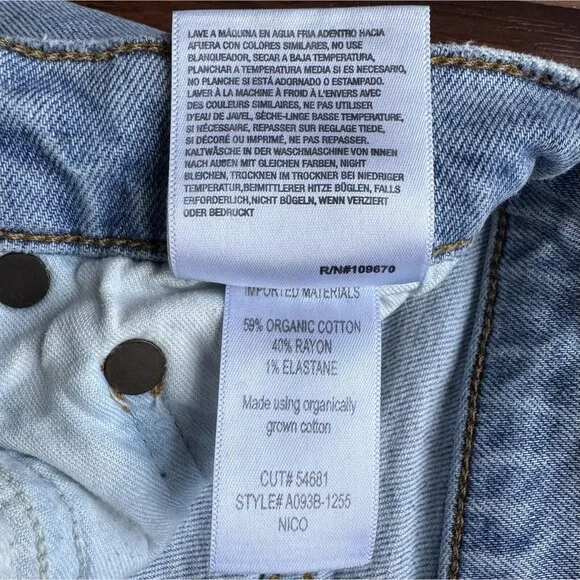 LAVE A MÁQUINA EN AGUA FRIA ADENTRO HACIA
AFUERA CON COLORES SIMILARES, NO USE
BLANQUEADOR, SECAR A BAJA TEMPERATURA,
PLANCHAR A TEMPERATURA MEDIA SI ES NECESARIO,
NO PLANCHE SI ESTÁ ADORNADO O ESTAMPADO.
LAVER À LA MACHINE À FROID À L'ENVERS AVEC
DES COULEURS SIMILAIRES, NE PAS UTILISER
D'EAU DE JAVEL, SÈCHE-LINGE BASSE TEMPERATURE,
SI NÉCESSAIRE, REPASSER SUR REGLAGE TIEDE,
SI DÉCORÉ OU IMPRIMÉ, NE PAS REPASSER.
KALTWÄSCHE IN DER WASCHMASCHINE VON INNEN
NACH AUßEN MIT GLEICHEN FARBEN, NIGHT
BLEICHEN, TROCKNEN IM TROCKNER BEI NIEDRIGER
TEMPERATUR,BEIMITTLERER HITZE BÜGLEN, FALLS
ERFORDERLICH,NICHT BÜGELN, WENN VERZIERT
ODER BEDRUCKT
R/N#109670
IMPORTED MATERIALS
59% ORGANIC COTTON
40% RAYON
1% ELASTANE
Made using organically
grown cotton
CUT# 54681
STYLE# A093B-1255
NICO